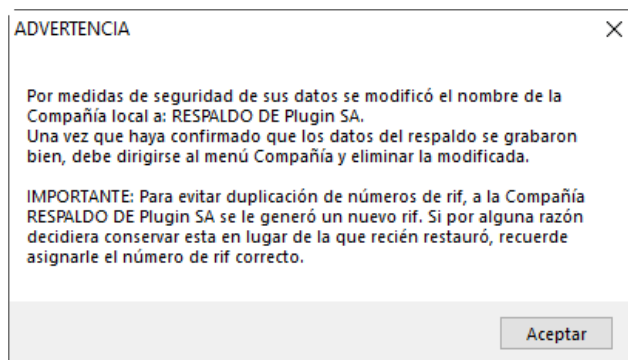 ADVERTENCIA
Por medidas de seguridad de sus datos se modificó el nombre de la
Compañía local a: RESPALDO DE Plugin SA.
Una vez que haya confirmado que los datos del respaldo se grabaron
bien, debe dirigirse al menú Compañía y eliminar la modificada.
IMPORTANTE: Para evitar duplicación de números de rif, a la Compañía
RESPALDO DE Plugin SA se le generó un nuevo rif. Si por alguna razón
decidiera conservar esta en lugar de la que recién restauró, recuerde
asignarle el número de rif correcto.
Aceptar